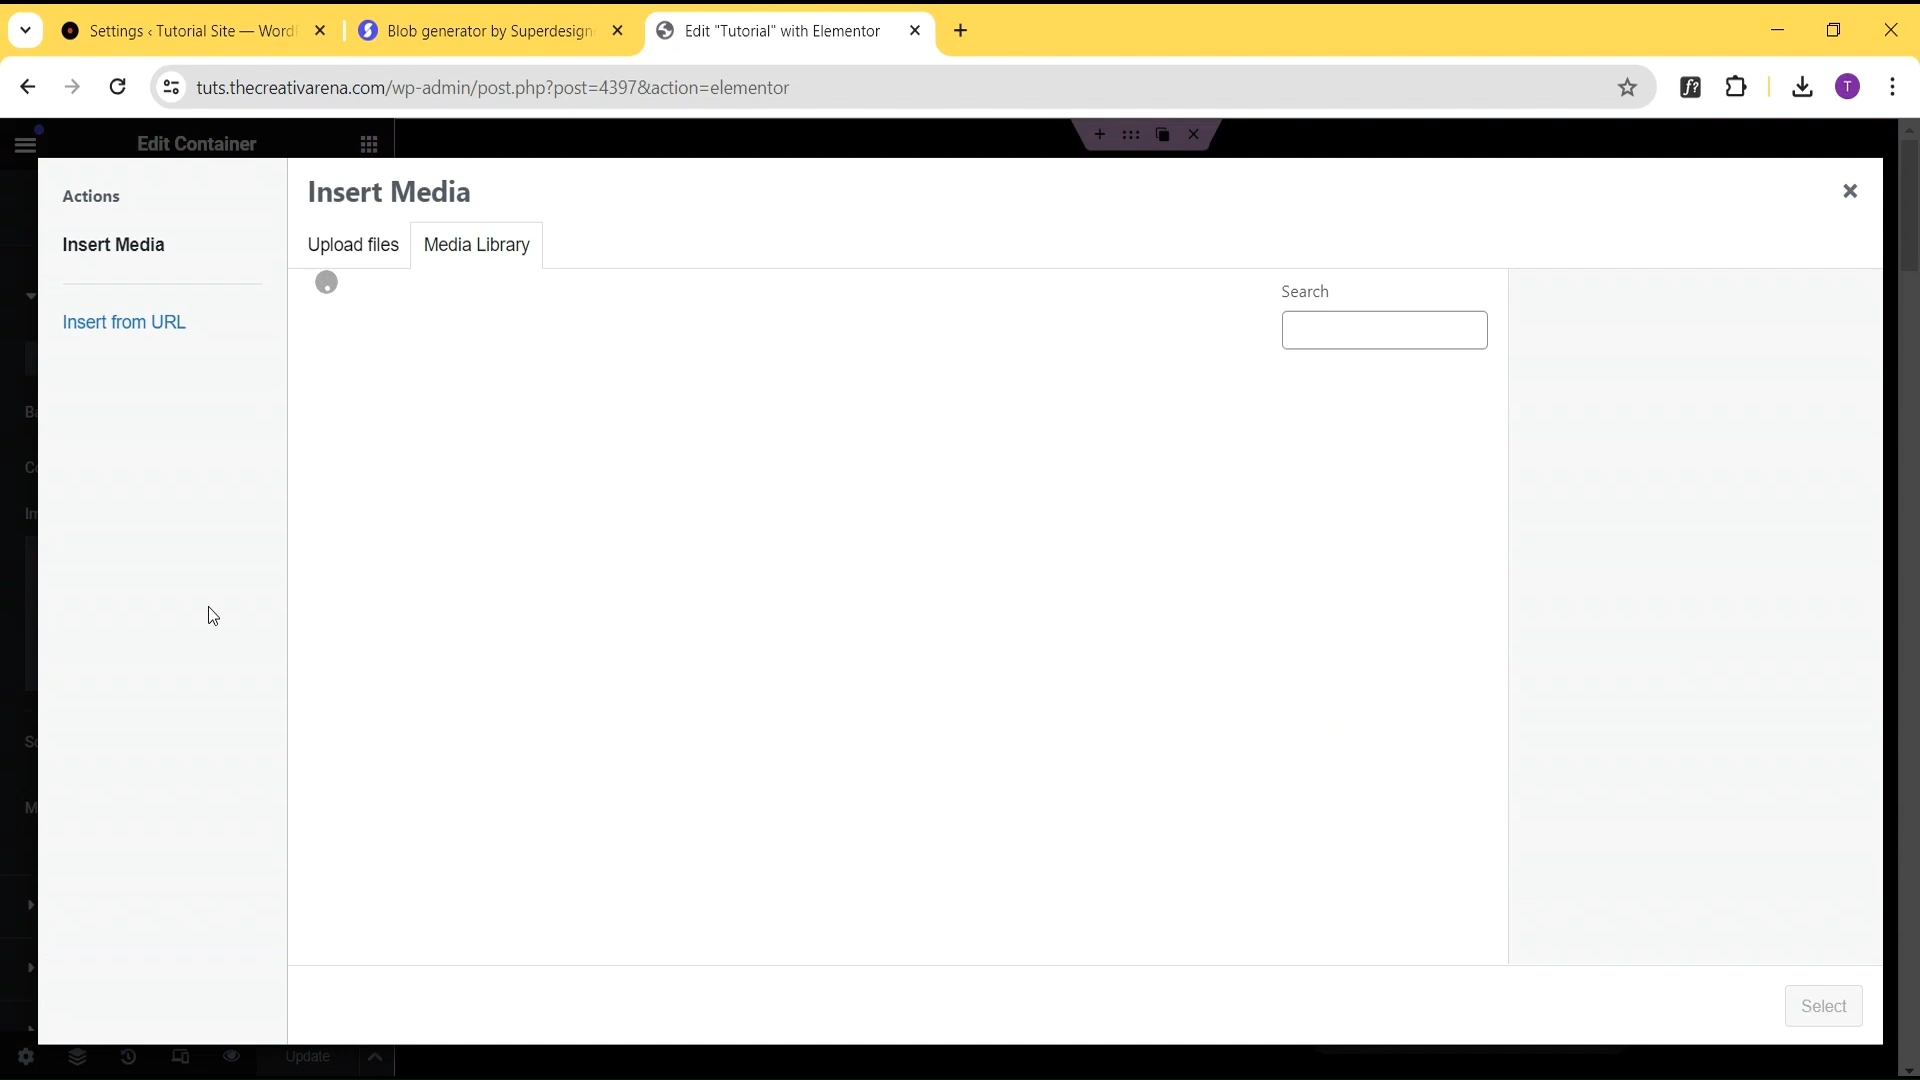 Settings ‹ Tutorial Site — Word
Blob generator by Superdesign
Edit "Tutorial" with Elementor
tuts.thecreativarena.com/wp-admin/post.php?post=4397&action=elementor
T
Edit Container
Actions
Insert Media
Insert from URL
Insert Media
Upload files
Media Library
Search
Select
Update